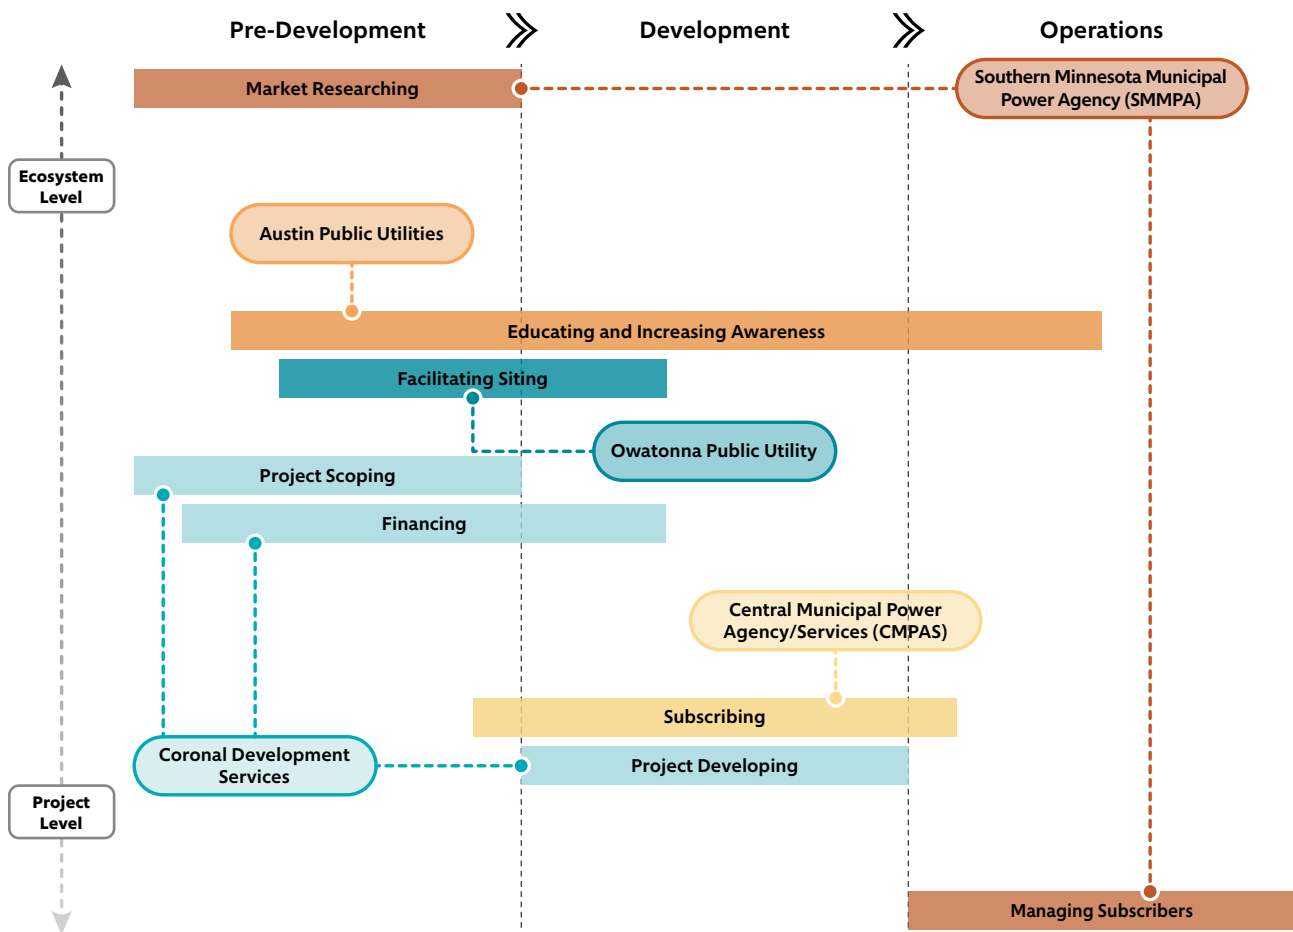 Pre-Development
Development
Operations
Market Researching
Southern Minnesota Municipal
Power Agency (SMMPA)
Ecosystem
Level
Austin Public Utilities
Educating and Increasing Awareness
Facilitating Siting
Owatonna Public Utility
Project Scoping
Financing
Central Municipal Power
Agency/Services (CMPAS)
Subscribing
Coronal Development
Services
Project Developing
Project
Level
Managing Subscribers